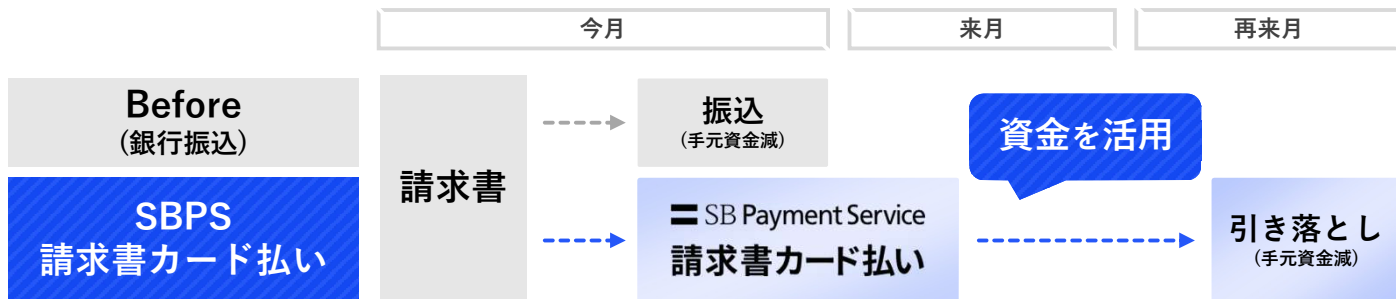 今月
来月
再来月
Before
(銀行振込)
請求書
振込
(手元資金減)
資金を活用
SBPS
請求書カード払い
SB Payment Service
請求書カード払い
引き落とし
(手元資金減)